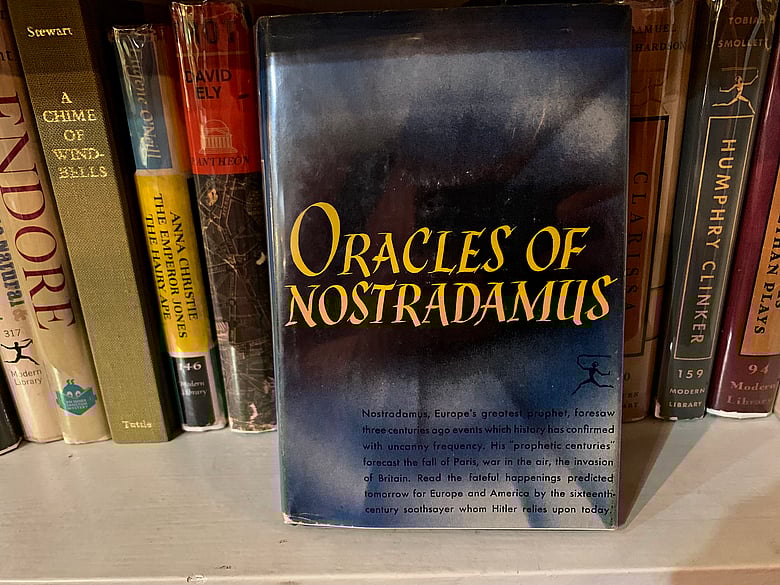 Stewart
A
CHIME
OF
WIND-
BELLS
Tuttle
ENDORE
317
Modern
Library
ANNA CHRISTIE
THE EMPEROR JONES
THE HAIRY APE
146
Modern
Library
DAVID
ELY
PANTHEON
ORACLES OF
NOSTRADAMUS
Nostradamus, Europe's greatest prophet, foresaw
three centuries ago events which history has confirmed
with uncanny frequency. His "prophetic centuries"
forecast the fall of Paris, war in the air, the invasion
of Britain. Read the fateful happenings predicted
tomorrow for Europe and America by the sixteenth-
century soothsayer whom Hitler relies upon today.
CLARISSA
TOBIAS
SMOLLETT
HUMPHRY CLINKER
159
MODERN
LIBRARY
PLAYS
94
Modern
Library